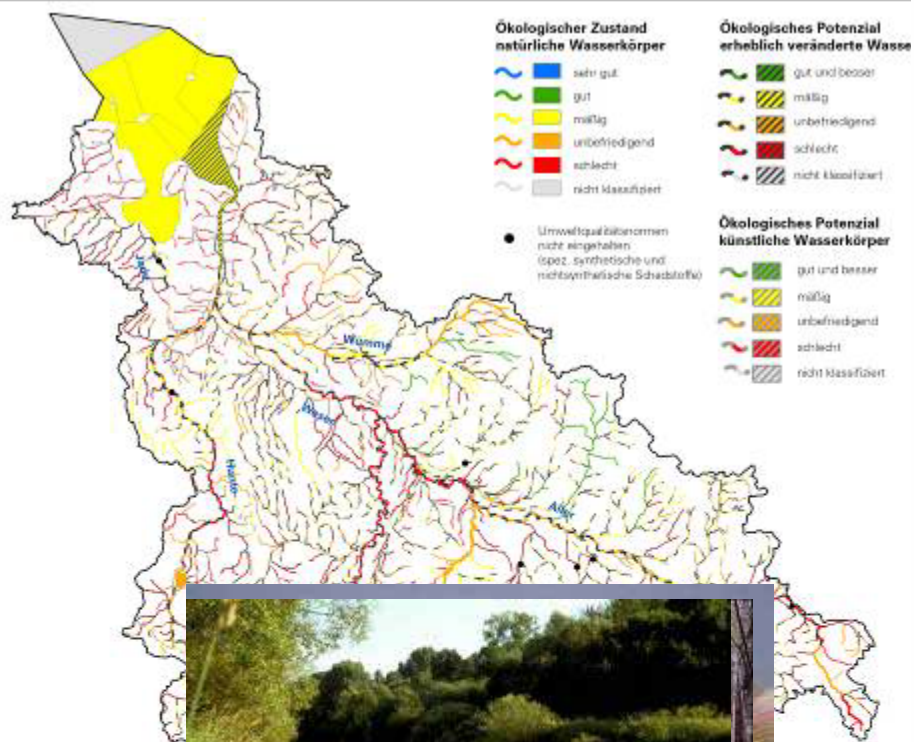 Ökologischer Zustand
natürliche Wasserkörper
sehr gut
gut
mäßig
unbefriedigend
schlecht
nicht klassifiziert
Umweltqualitätsnormen
nicht eingehalten
(spez. synthetische und
nichtsynthetische Schadstoffe)
Ökologisches Potenzial
erheblich veränderte Wasse
gut und besser
mäßig
unbefriedigend
schlecht
nicht klassifiziert
Ökologisches Potenzial
künstliche Wasserkörper
gut und besser
mäßig
unbefriedigend
schlecht
nicht klassifiziert
Jade
Wümme
Weser
Hunte
Aller